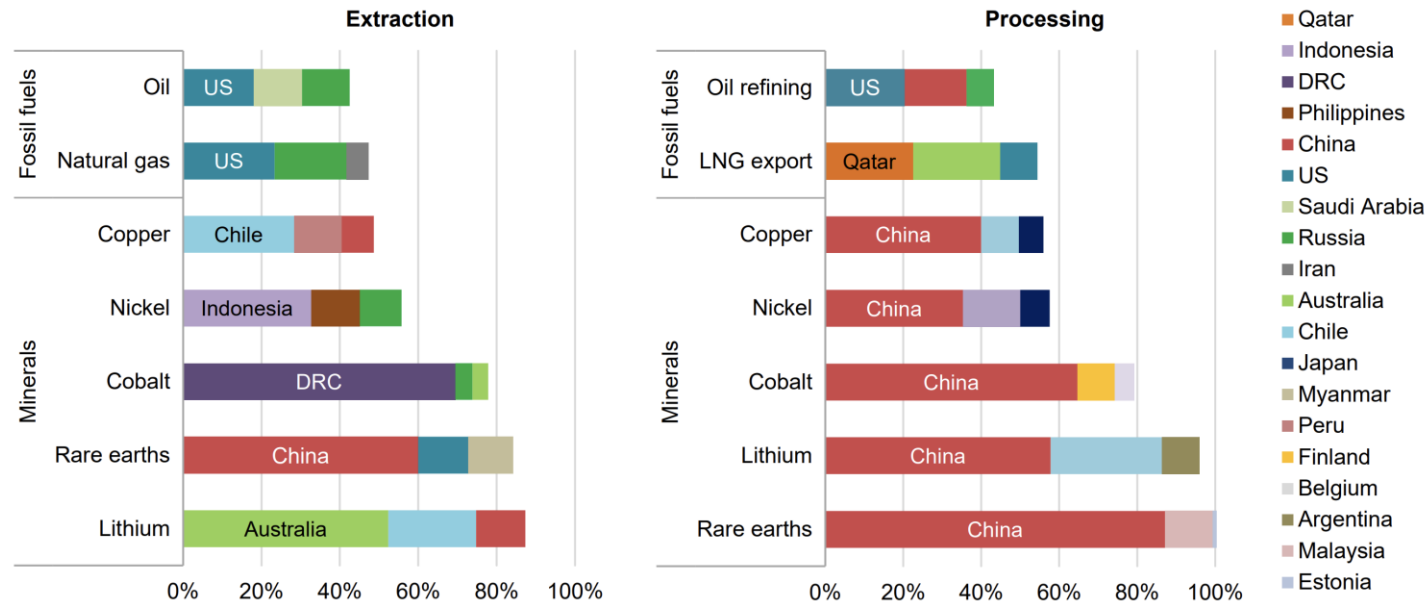 Extraction
Fossil fuels
Oil
US
Natural gas
US
Minerals
Copper
Chile
Nickel
Indonesia
Cobalt
DRC
Rare earths
China
Lithium
Australia
0% 20% 40% 60% 80% 100%
Processing
Fossil fuels
Oil refining
US
LNG export
Qatar
Copper
China
Nickel
China
Cobalt
China
Lithium
China
Rare earths
China
0% 20% 40% 60% 80% 100%
Qatar
Indonesia
DRC
Philippines
China
US
Saudi Arabia
Russia
Iran
Australia
Chile
Japan
Myanmar
Peru
Finland
Belgium
Argentina
Malaysia
Estonia